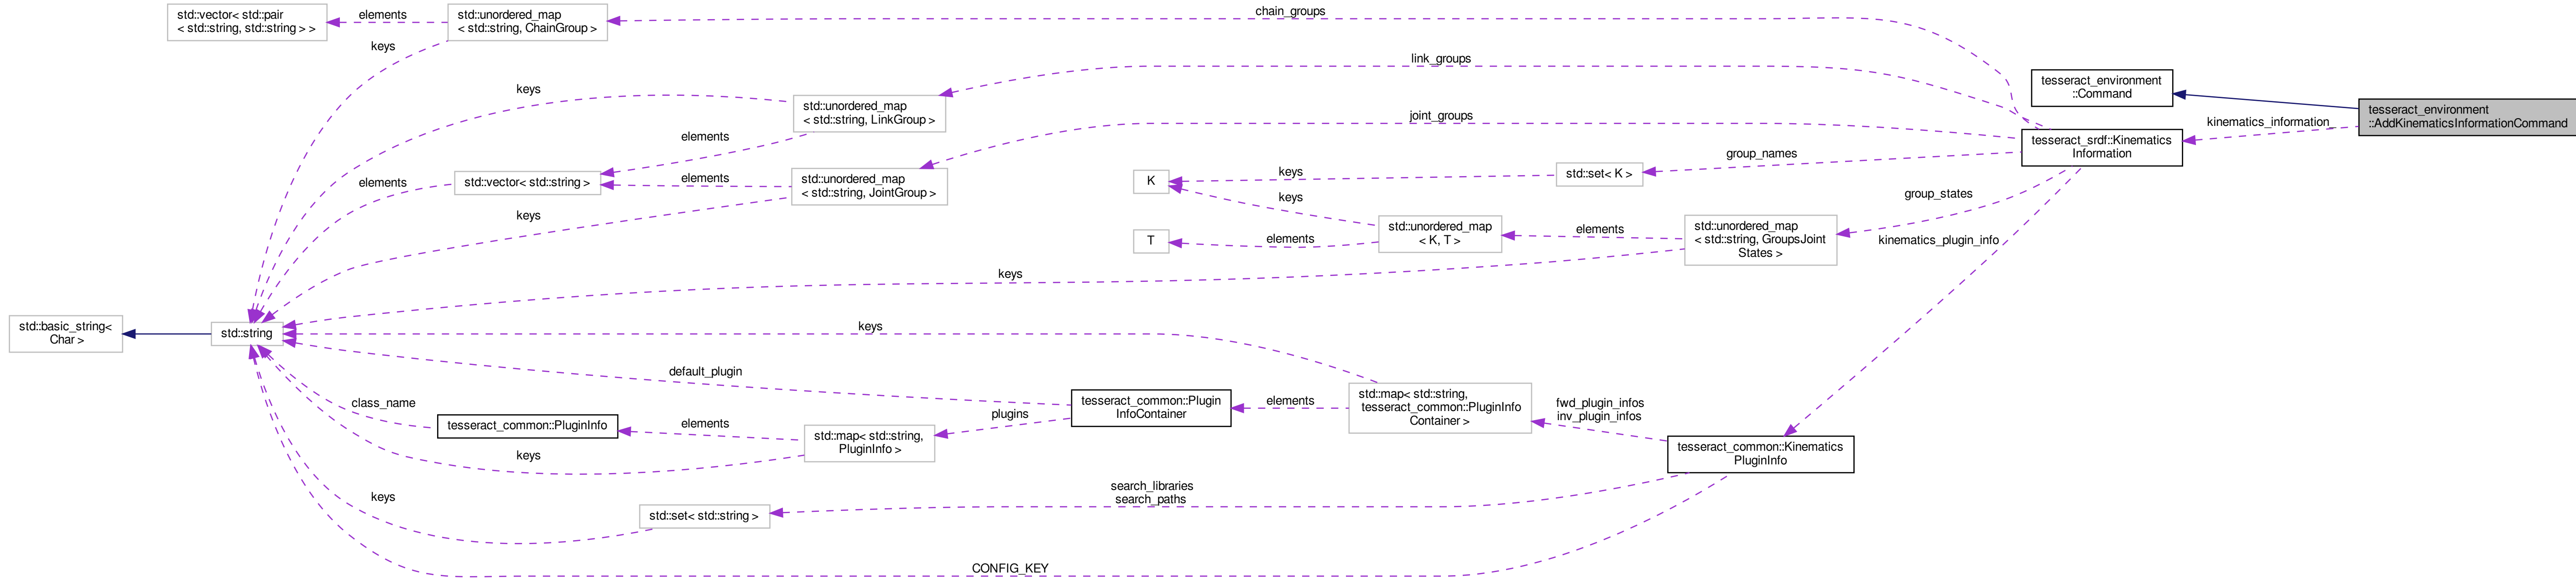 std::vector< std::pair
< std::string, std::string > >
elements
std::unordered_map
< std::string, ChainGroup >
chain_groups
keys
link_groups
keys
std::unordered_map
< std::string, LinkGroup >
elements
joint_groups
tesseract_environment
::Command
tesseract_environment
::AddKinematicsInformationCommand
kinematics_information_
tesseract_srdf::Kinematics
Information
group_names
elements
std::vector< std::string >
elements
std::unordered_map
< std::string, JointGroup >
keys
K
keys
keys
std::set< K >
group_states
T
elements
std::unordered_map
< K, T >
elements
std::unordered_map
< std::string, GroupsJoint
States >
kinematics_plugin_info
keys
std::basic_string<
Char >
std::string
keys
default_plugin
class_name
tesseract_common::PluginInfo
elements
keys
std::map< std::string,
PluginInfo >
plugins
tesseract_common::Plugin
InfoContainer
elements
std::map< std::string,
tesseract_common::PluginInfo
Container >
fwd_plugin_infos
inv_plugin_infos
tesseract_common::Kinematics
PluginInfo
keys
std::set< std::string >
search_libraries
search_paths
CONFIG_KEY